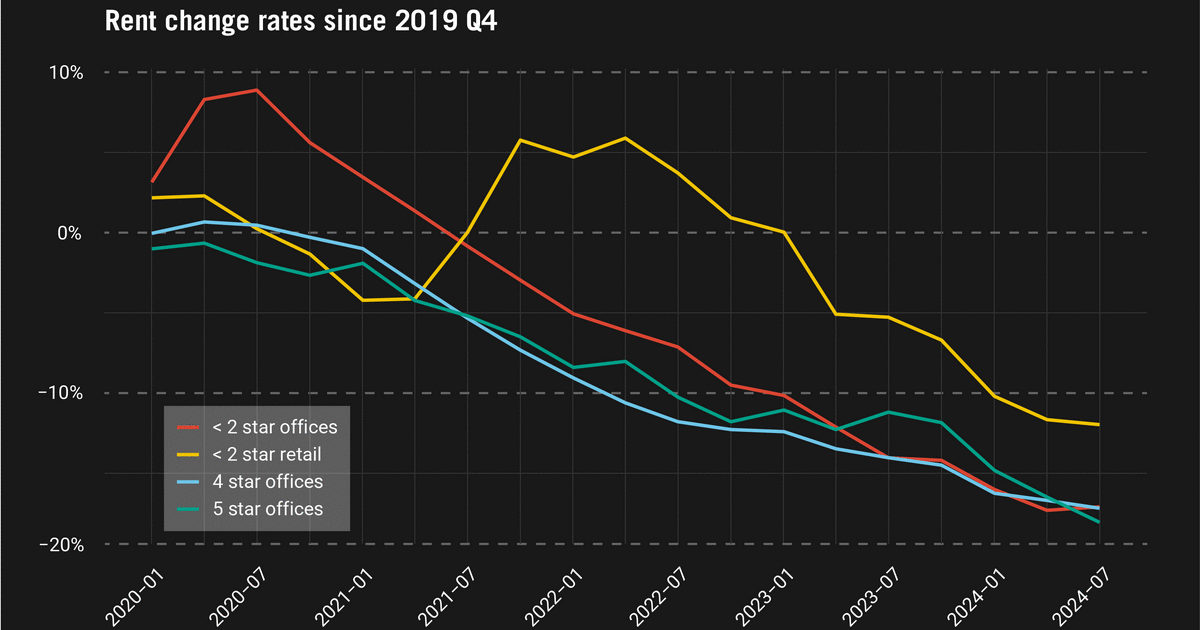 Rent change rates since 2019 Q4
10%
0%
−10%
−20%
< 2 star offices
< 2 star retail
4 star offices
5 star offices
2020−01
2020−07
2021−01
2021−07
2022−01
2022−07
2023−01
2023−07
2024−01
2024−07